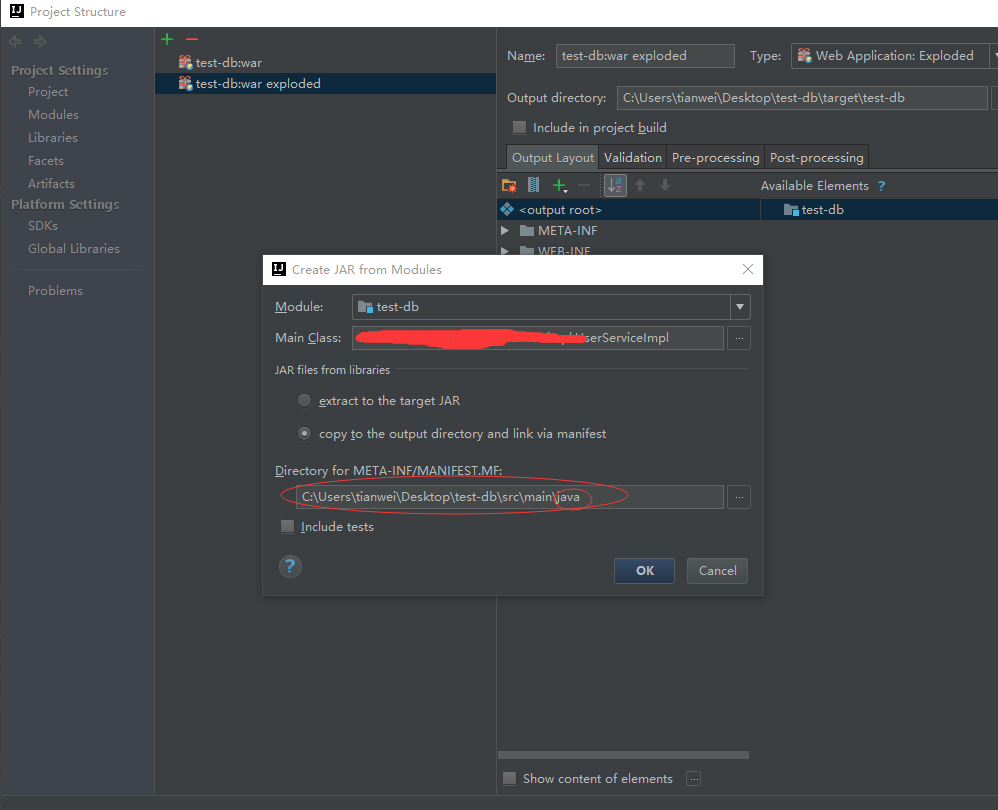 Project Structure
Project Settings
Project
Modules
Libraries
Facets
Artifacts
Platform Settings
SDKs
Global Libraries
Problems
test-db:war
test-db:war exploded
Name: test-db:war exploded Type: Web Application: Exploded
Output directory: C:\Users\tianwei\Desktop\test-db\target\test-db
Include in project build
Output Layout Validation Pre-processing Post-processing
Available Elements ?
<output root> test-db
META-INF
WEB-INF
Create JAR from Modules
Module: test-db
Main Class: UserServiceImpl ...
JAR files from libraries
extract to the target JAR
copy to the output directory and link via manifest
Directory for META-INF/MANIFEST.MF:
C:\Users\tianwei\Desktop\test-db\src\main\java ...
Include tests
? OK Cancel
Show content of elements ...